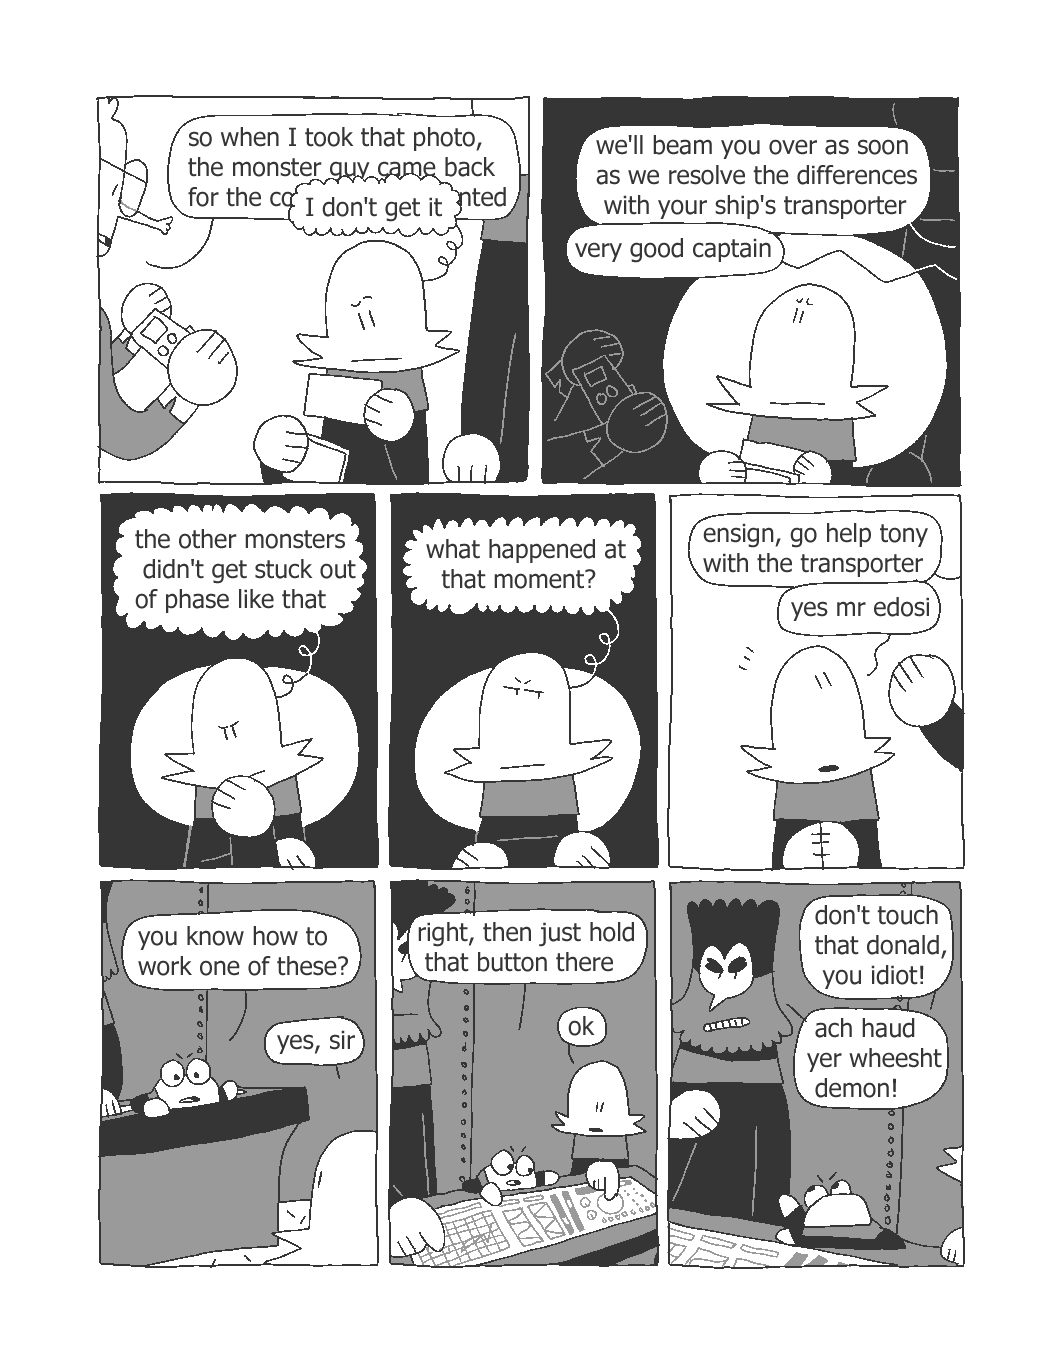 so when I took that photo,
the monster guy came back
for the
I don't get it
we'll beam you over as soon
as we resolve the differences
with your ship's transporter
very good captain
the other monsters
didn't get stuck out
of phase like that
what happened at
that moment?
ensign, go help tony
with the transporter
yes mr edosi
you know how to
work one of these?
yes, sir
right, then just hold
that button there
ok
don't touch
that donald,
you idiot!
ach haud
yer wheesht
demon!